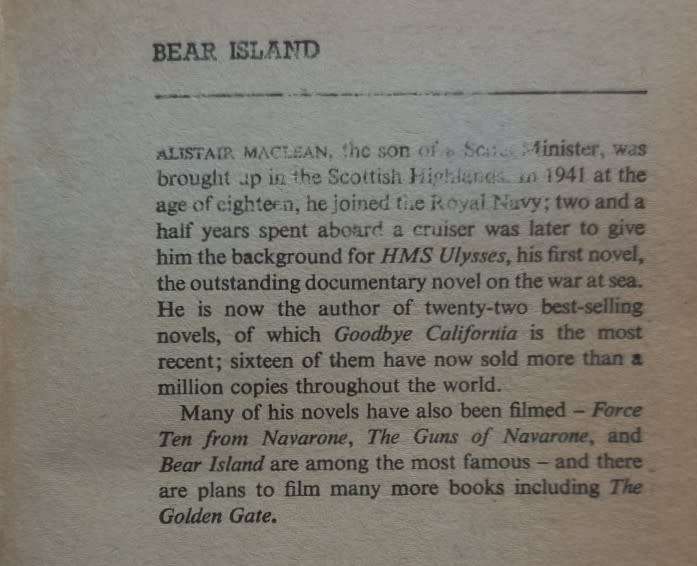 BEAR ISLAND
ALISTAIR MACLEAN, the son of a Scots Minister, was
brought up in the Scottish Highlands. In 1941 at the
age of eighteen, he joined the Royal Navy; two and a
half years spent aboard a cruiser was later to give
him the background for HMS Ulysses, his first novel,
the outstanding documentary novel on the war at sea.
He is now the author of twenty-two best-selling
novels, of which Goodbye California is the most
recent; sixteen of them have now sold more than a
million copies throughout the world.
Many of his novels have also been filmed – Force
Ten from Navarone, The Guns of Navarone, and
Bear Island are among the most famous – and there
are plans to film many more books including The
Golden Gate.